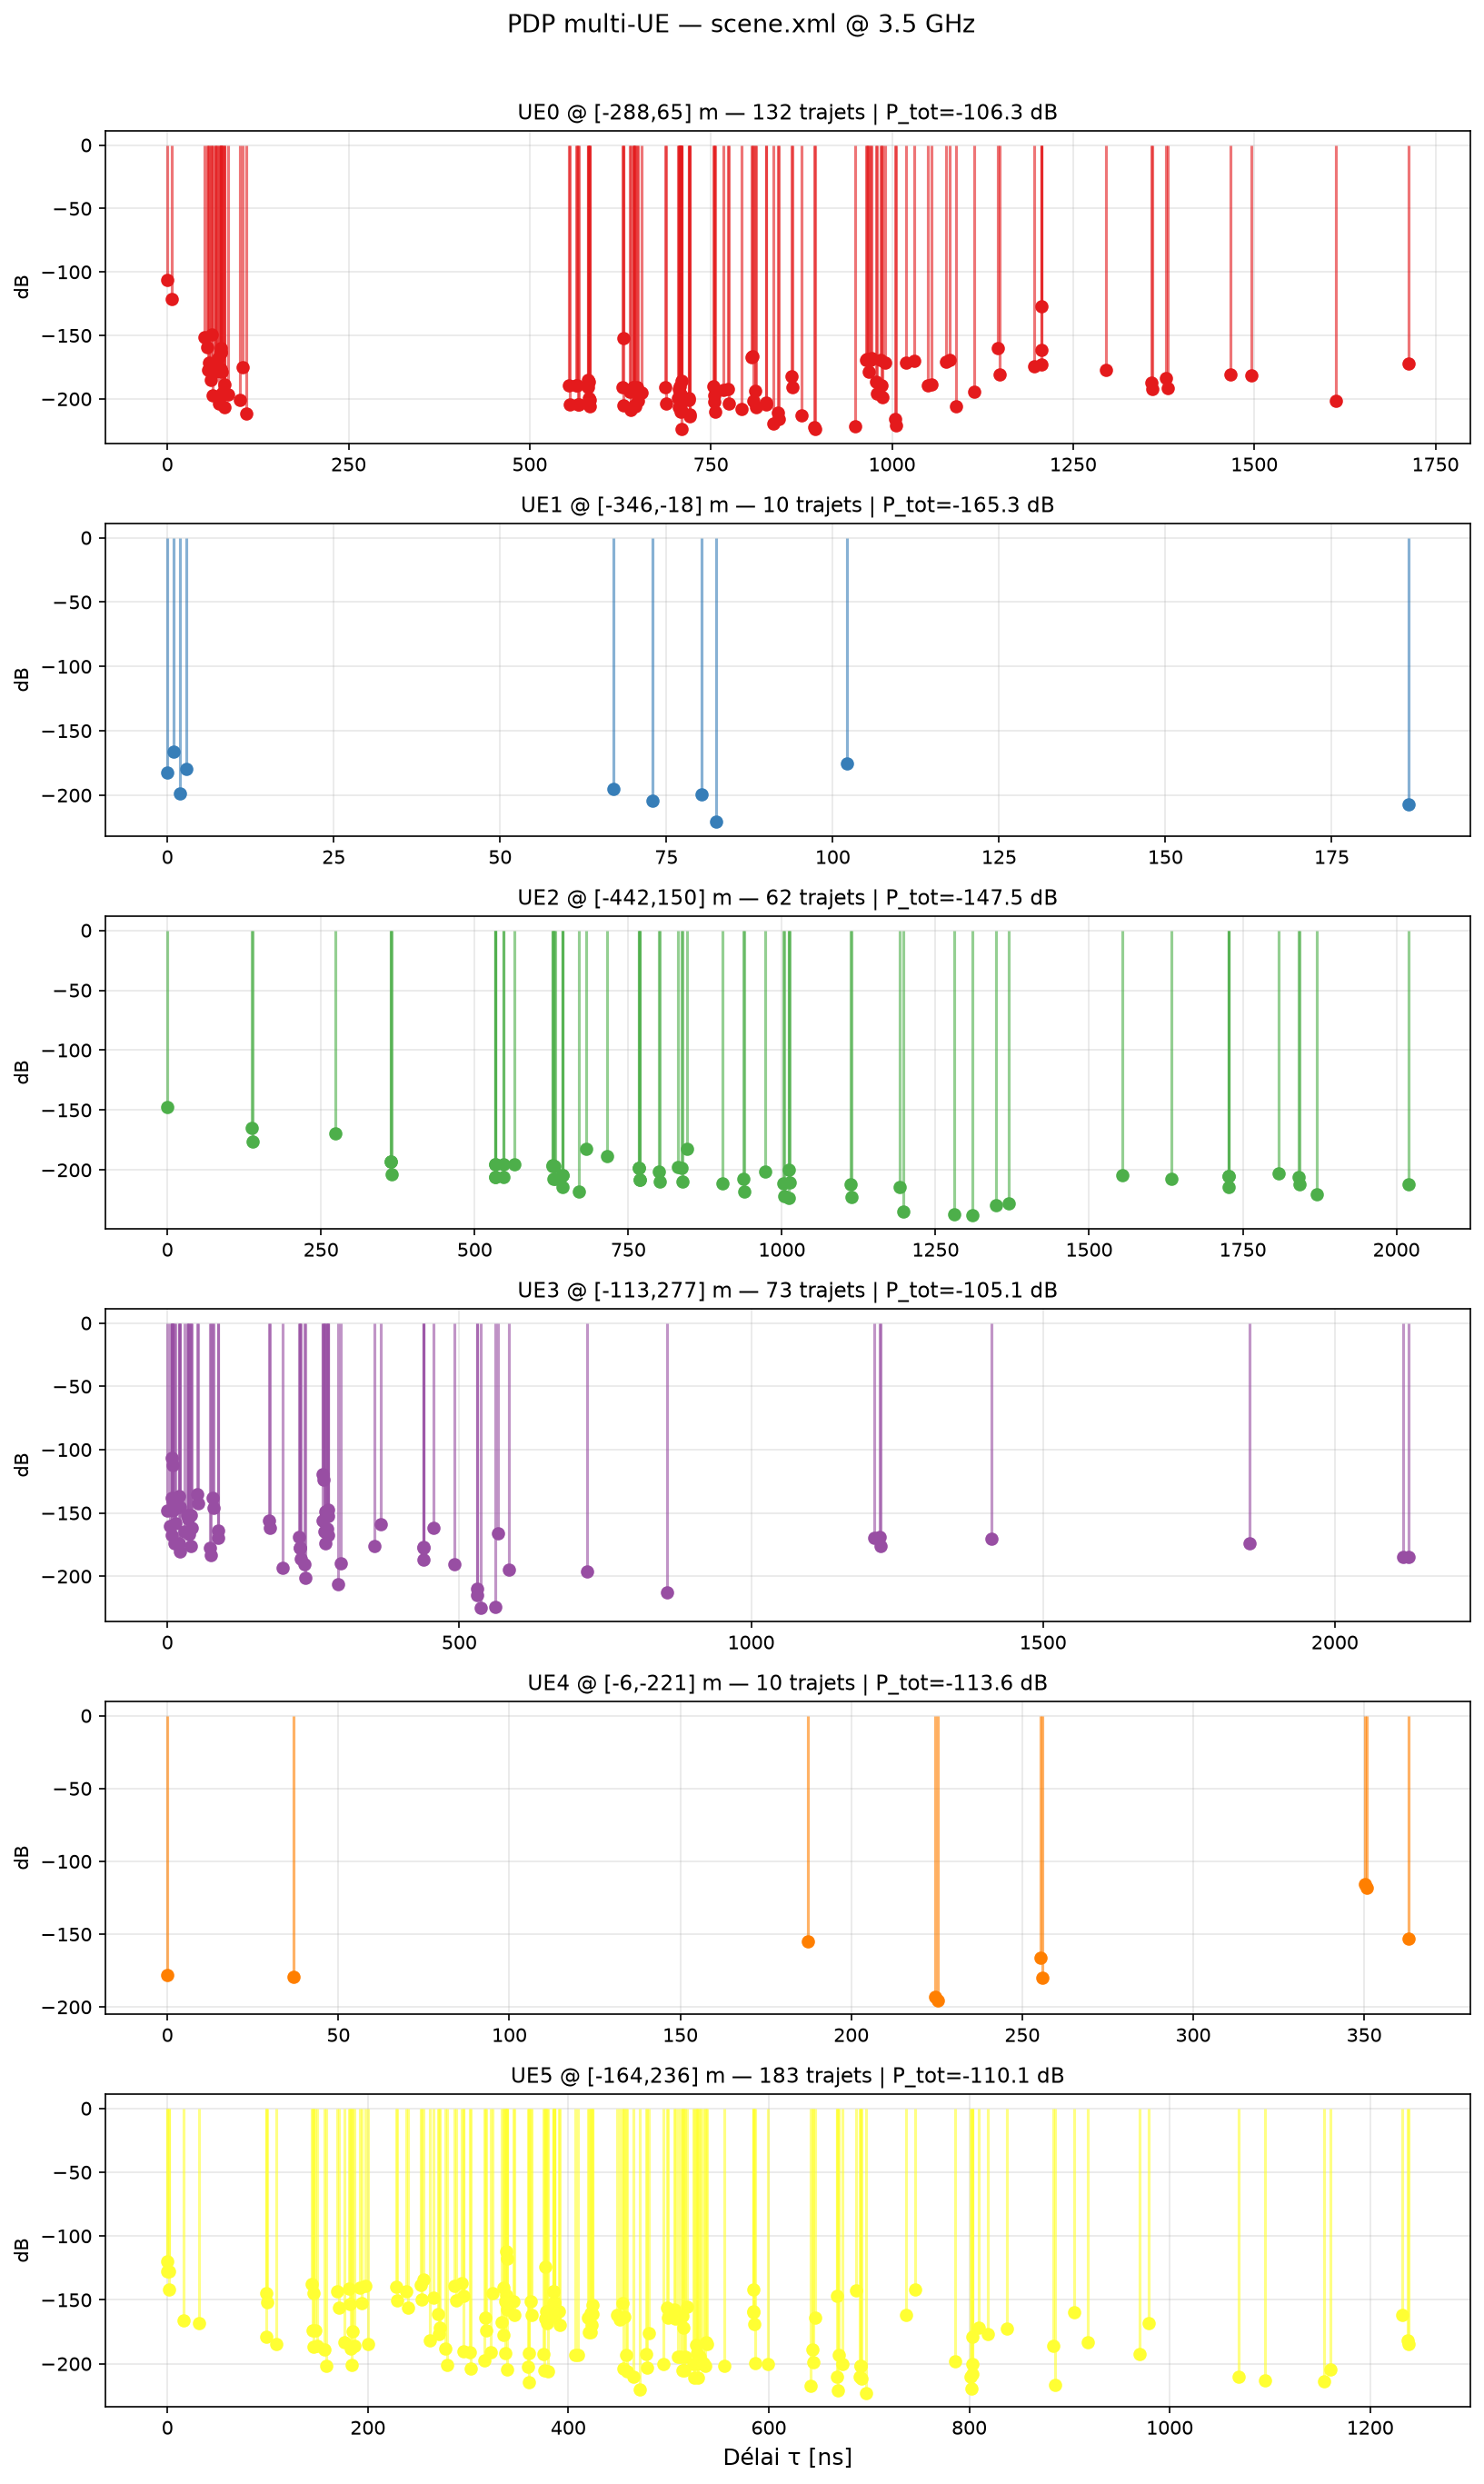 PDP multi-UE — scene.xml @ 3.5 GHz
UE0 @ [-288,65] m — 132 trajets | P_tot=-106.3 dB
0
−50
−100
−150
−200
dB
0 250 500 750 1000 1250 1500 1750
UE1 @ [-346,-18] m — 10 trajets | P_tot=-165.3 dB
0
−50
−100
−150
−200
dB
0 25 50 75 100 125 150 175
UE2 @ [-442,150] m — 62 trajets | P_tot=-147.5 dB
0
−50
−100
−150
−200
dB
0 250 500 750 1000 1250 1500 1750 2000
UE3 @ [-113,277] m — 73 trajets | P_tot=-105.1 dB
0
−50
−100
−150
−200
dB
0 500 1000 1500 2000
UE4 @ [-6,-221] m — 10 trajets | P_tot=-113.6 dB
0
−50
−100
−150
−200
dB
0 50 100 150 200 250 300 350
UE5 @ [-164,236] m — 183 trajets | P_tot=-110.1 dB
0
−50
−100
−150
−200
dB
0 200 400 600 800 1000 1200
Délai τ [ns]